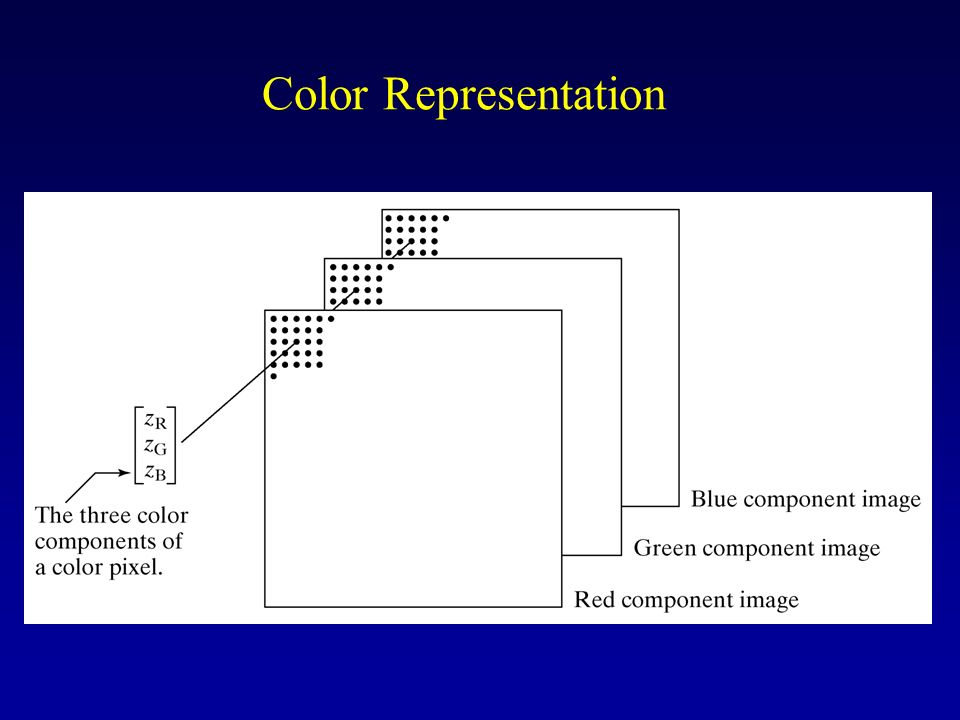 Color Representation
zR
zG
zB
The three color
components of
a color pixel.
Blue component image
Green component image
Red component image